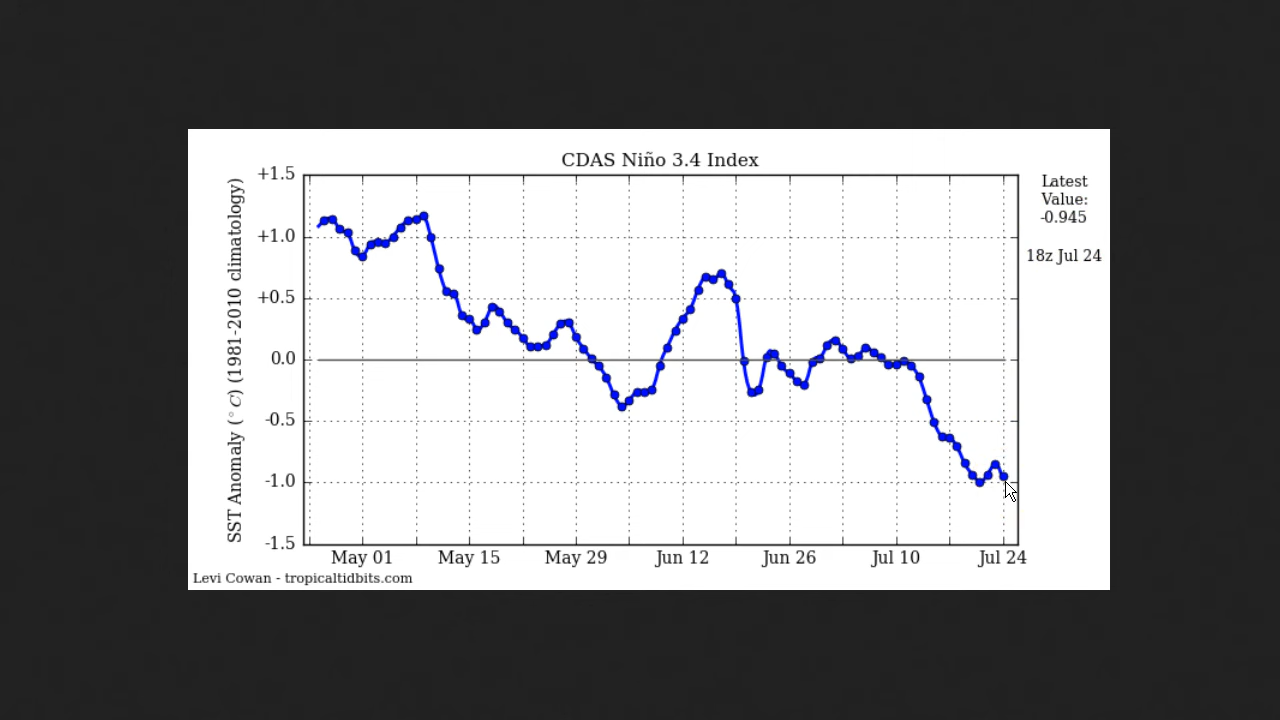 CDAS Niño 3.4 Index
SST Anomaly (°C) (1981-2010 climatology)
+1.5
+1.0
+0.5
0.0
-0.5
-1.0
-1.5
May 01
May 15
May 29
Jun 12
Jun 26
Jul 10
Jul 24
Latest
Value:
-0.945
18z Jul 24
Levi Cowan - tropicaltidbits.com